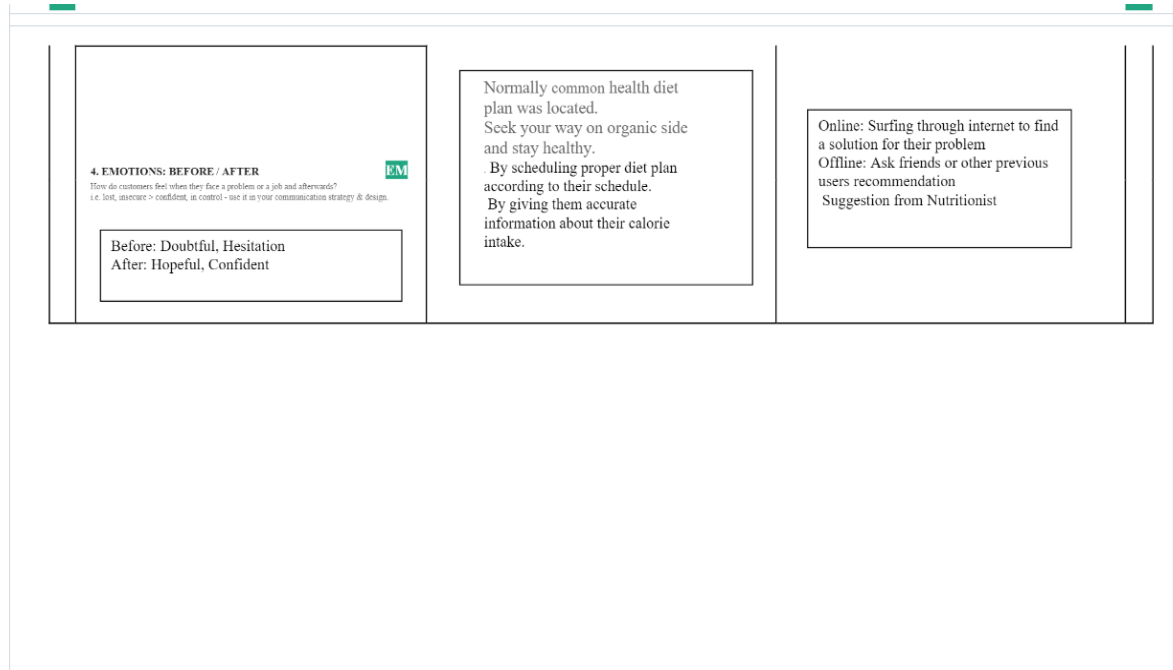 4. EMOTIONS: BEFORE / AFTER
EM
How do customers feel when they face a problem or a job and afterwards?
i.e. lost, insecure > confident, in control - use it in your communication strategy & design.
Before: Doubtful, Hesitation
After: Hopeful, Confident
Normally common health diet
plan was located.
Seek your way on organic side
and stay healthy.
. By scheduling proper diet plan
according to their schedule.
By giving them accurate
information about their calorie
intake.
Online: Surfing through internet to find
a solution for their problem
Offline: Ask friends or other previous
users recommendation
Suggestion from Nutritionist